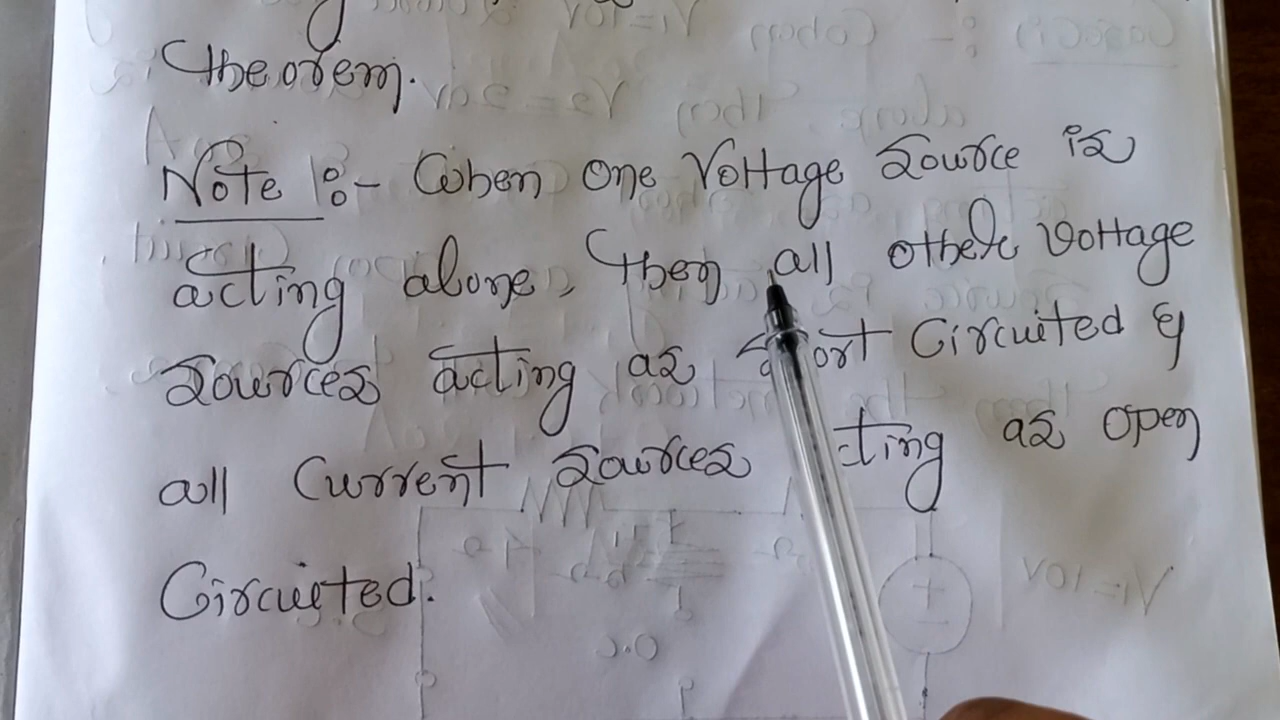 Theorem.
Note :- When one Voltage source is
acting alone, then all other voltage
sources acting as short Circuited &
all Current sources acting as open
Circuited.